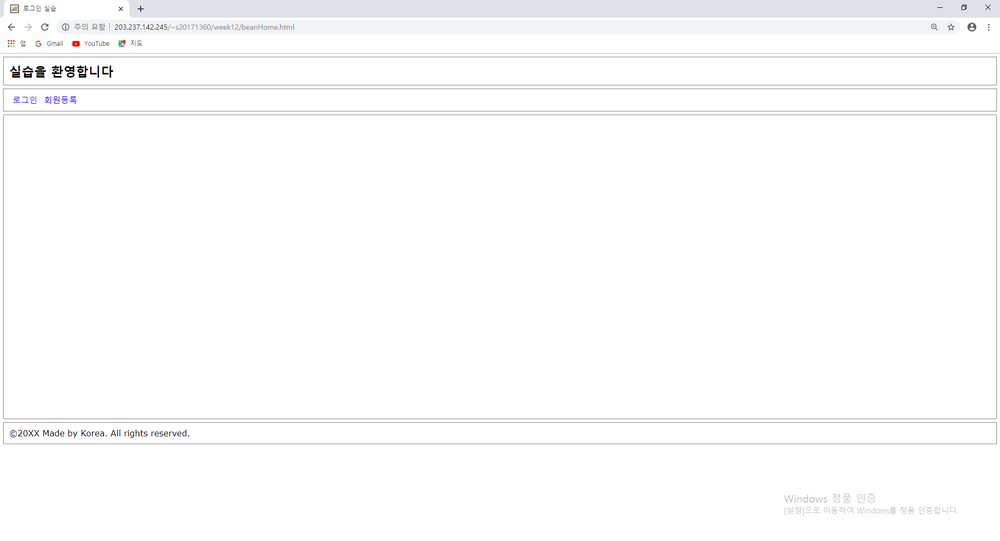 로그인 실습
주의 요함 | 203.237.142.245/~s20171360/week12/beanHome.html
앱 Gmail YouTube 지도
실습을 환영합니다
로그인 회원등록
©20XX Made by Korea. All rights reserved.
Windows 정품 인증
[설정]으로 이동하여 Windows를 정품 인증합니다.